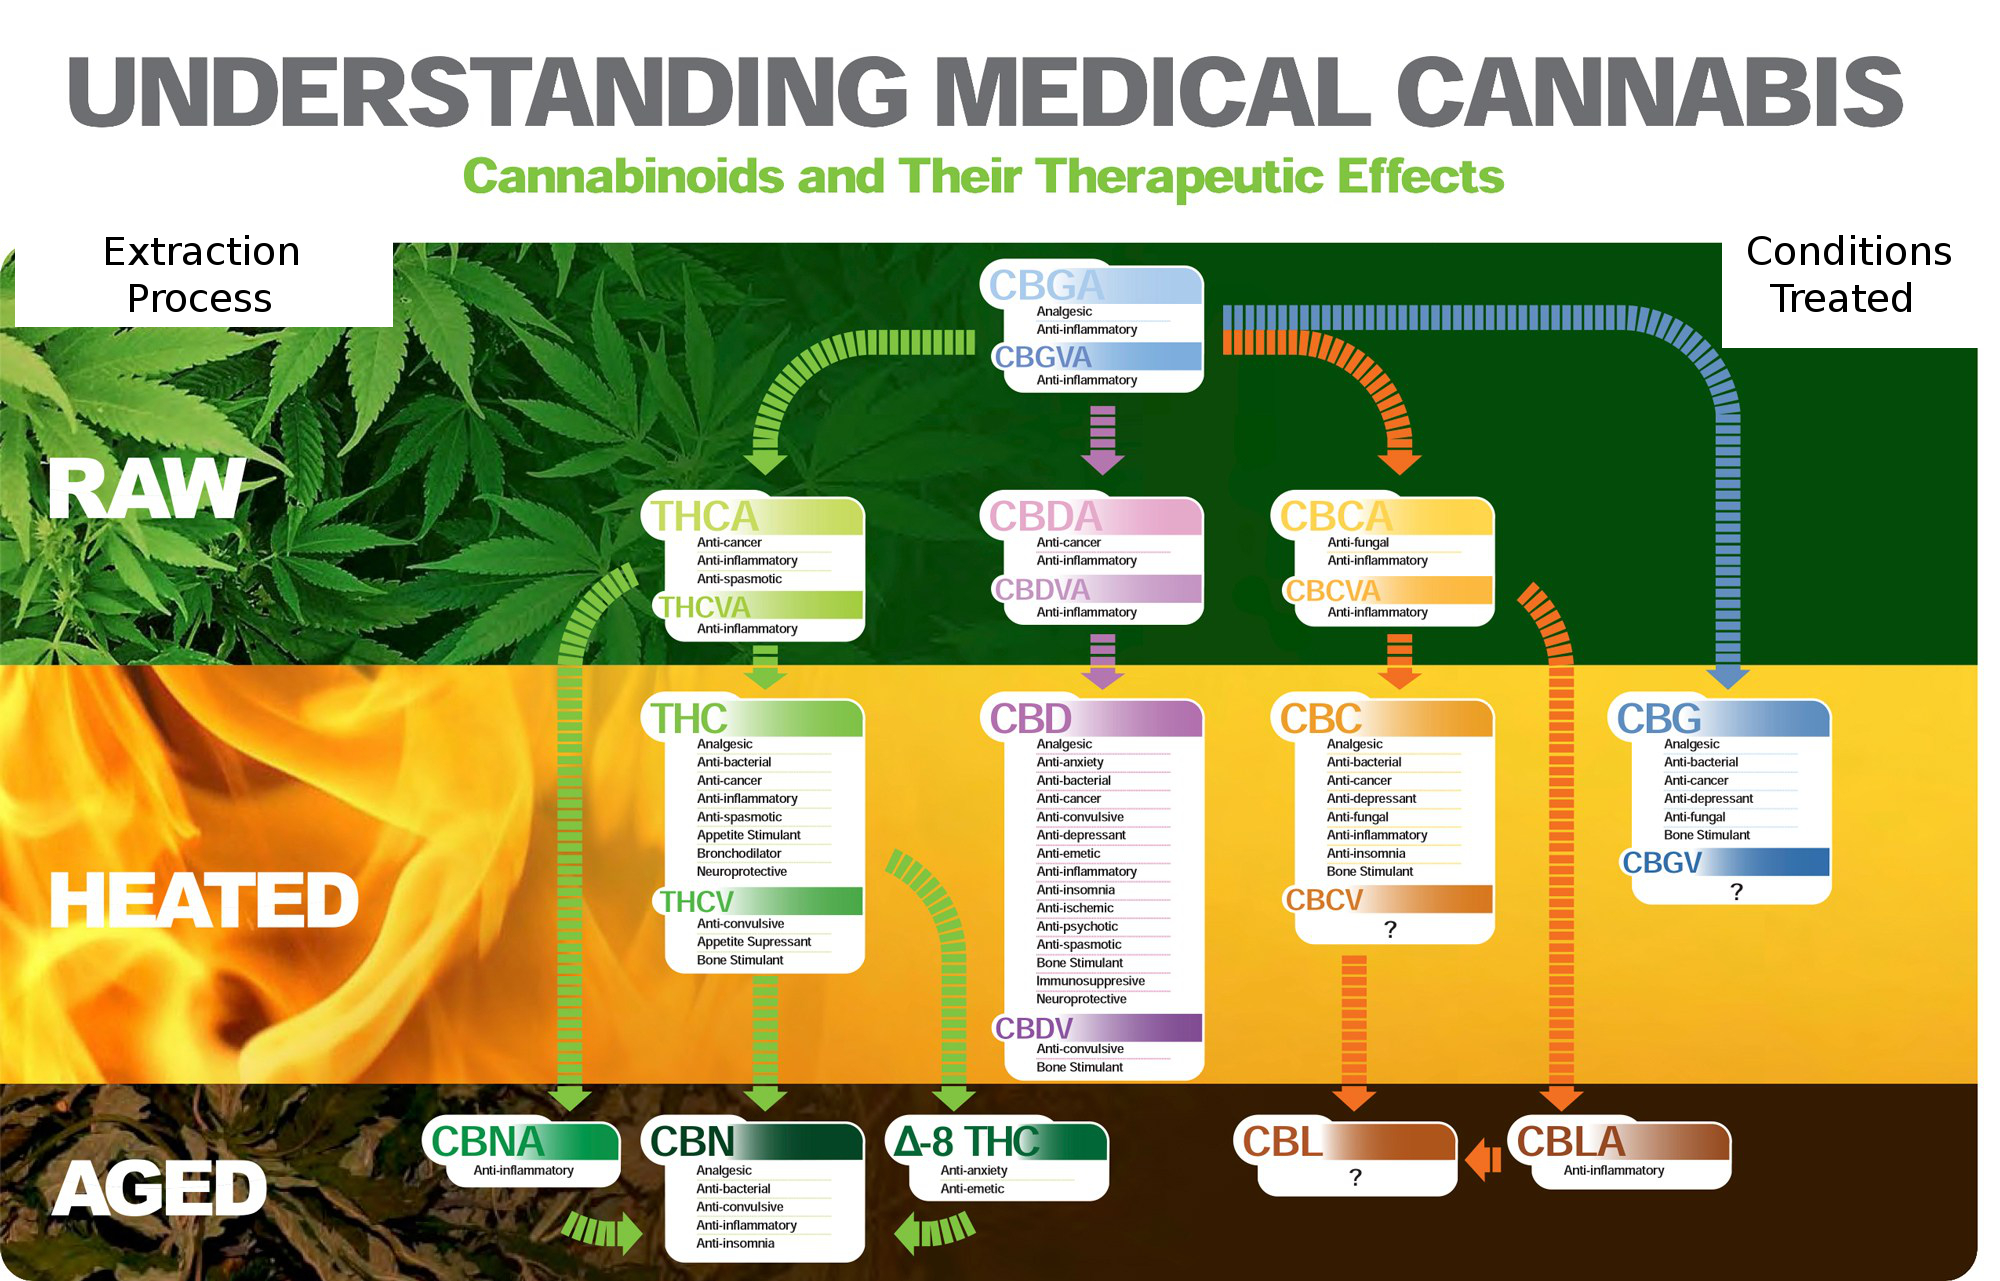 UNDERSTANDING MEDICAL CANNABIS
Cannabinoids and Their Therapeutic Effects
Extraction
Process
Conditions
Treated
RAW
CBGA
Analgesic
Anti-inflammatory
CBGVA
Anti-inflammatory
THCA
Anti-cancer
Anti-inflammatory
Anti-spasmotic
THCVA
Anti-inflammatory
CBDA
Anti-cancer
Anti-inflammatory
CBDVA
Anti-inflammatory
CBCA
Anti-fungal
Anti-inflammatory
CBCVA
Anti-inflammatory
HEATED
THC
Analgesic
Anti-bacterial
Anti-cancer
Anti-inflammatory
Anti-spasmotic
Appetite Stimulant
Bronchodilator
Neuroprotective
THCV
Anti-convulsive
Appetite Supressant
Bone Stimulant
CBD
Analgesic
Anti-anxiety
Anti-bacterial
Anti-cancer
Anti-convulsive
Anti-depressant
Anti-emetic
Anti-inflammatory
Anti-insomnia
Anti-ischemic
Anti-psychotic
Anti-spasmotic
Bone Stimulant
Immunosuppresive
Neuroprotective
CBDV
Anti-convulsive
Bone Stimulant
CBC
Analgesic
Anti-bacterial
Anti-cancer
Anti-depressant
Anti-fungal
Anti-inflammatory
Anti-insomnia
Bone Stimulant
CBCV
?
CBG
Analgesic
Anti-bacterial
Anti-cancer
Anti-depressant
Anti-fungal
Bone Stimulant
CBGV
?
AGED
CBNA
Anti-inflammatory
CBN
Analgesic
Anti-bacterial
Anti-convulsive
Anti-inflammatory
Anti-insomnia
Δ-8 THC
Anti-anxiety
Anti-emetic
CBL
?
CBLA
Anti-inflammatory